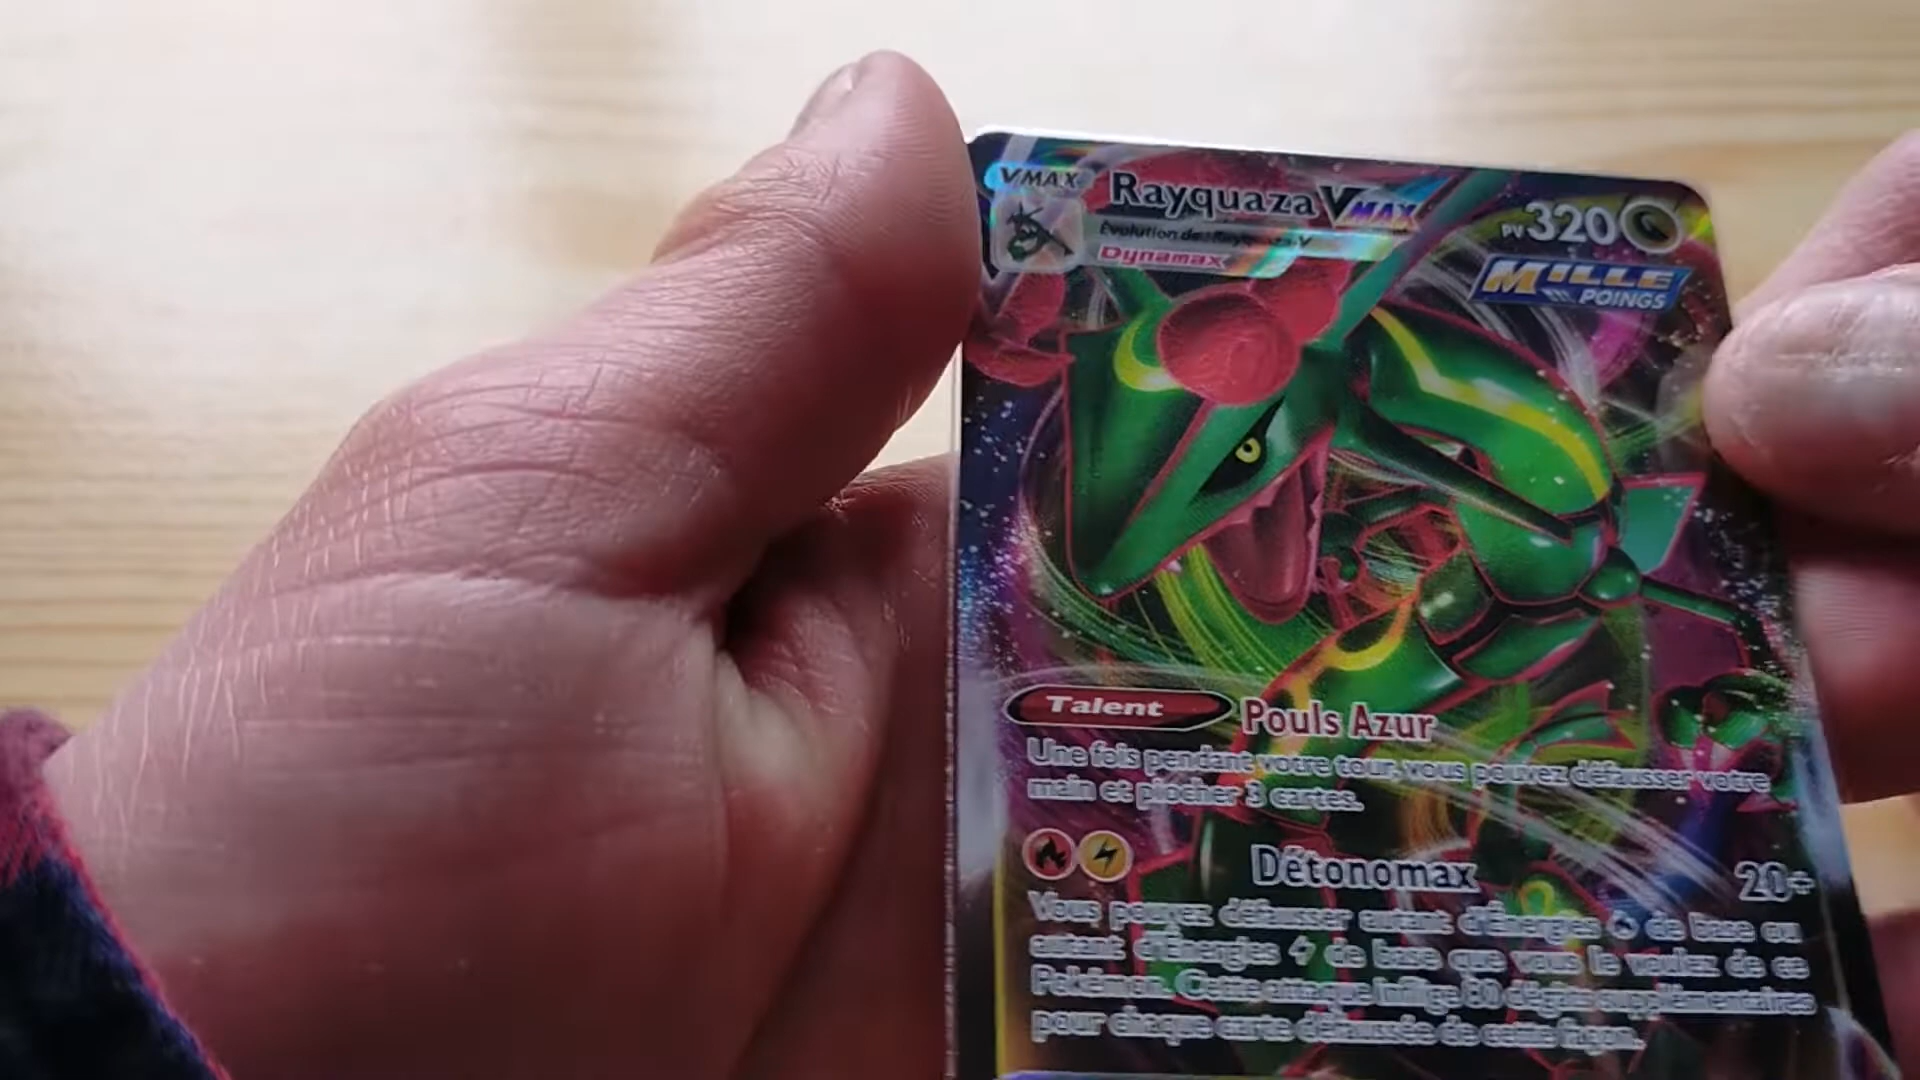 VMAX
Rayquaza VMAX
PV 320
Évolution de Rayquaza-V
Dynamax
MILLE POINGS
Talent Pouls Azur
Une fois pendant votre tour, vous pouvez défausser votre
main et piocher 3 cartes.
Détonomax 20+
Vous pouvez défausser autant d'Énergies de base ou
autant d'Énergies de base que vous le voulez de ce
Pokémon. Cette attaque inflige 80 dégâts supplémentaires
pour chaque carte défaussée de cette façon.